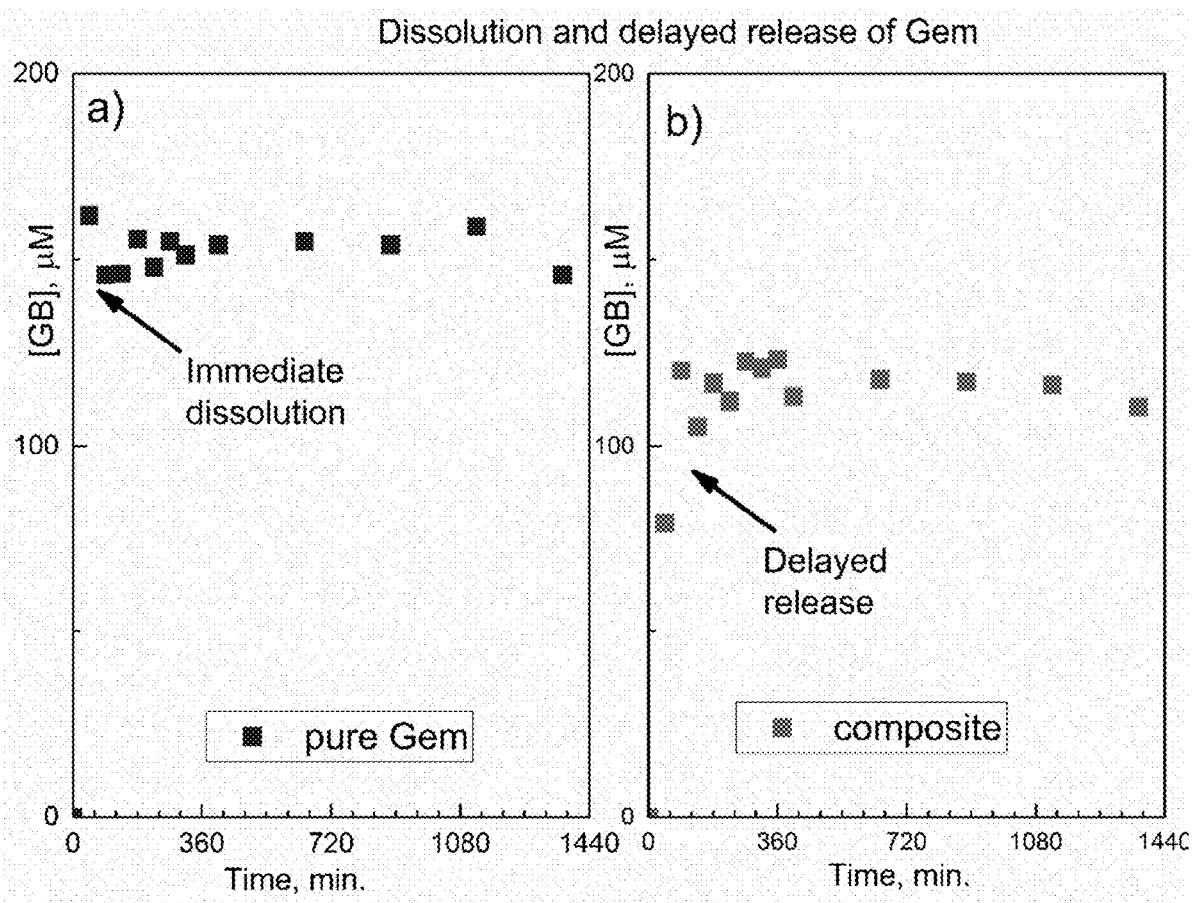 Dissolution and delayed release of Gem
a)
200
100
0
[GB], µM
Immediate
dissolution
pure Gem
0 360 720 1080 1440
Time, min.
b)
200
100
0
[GB], µM
Delayed
release
composite
0 360 720 1080 1440
Time, min.